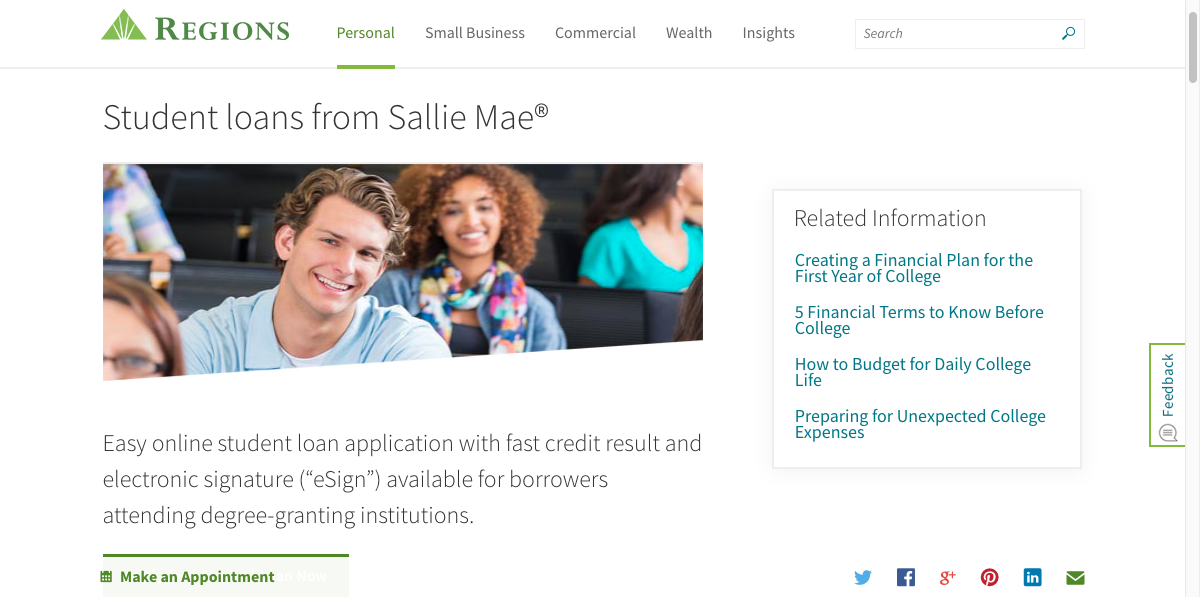 REGIONS
Personal
Small Business
Commercial
Wealth
Insights
Search
Student loans from Sallie Mae®
Related Information
Creating a Financial Plan for the
First Year of College
5 Financial Terms to Know Before
College
How to Budget for Daily College
Life
Preparing for Unexpected College
Expenses
Feedback
Easy online student loan application with fast credit result and
electronic signature (“eSign”) available for borrowers
attending degree-granting institutions.
Make an Appointment
Now